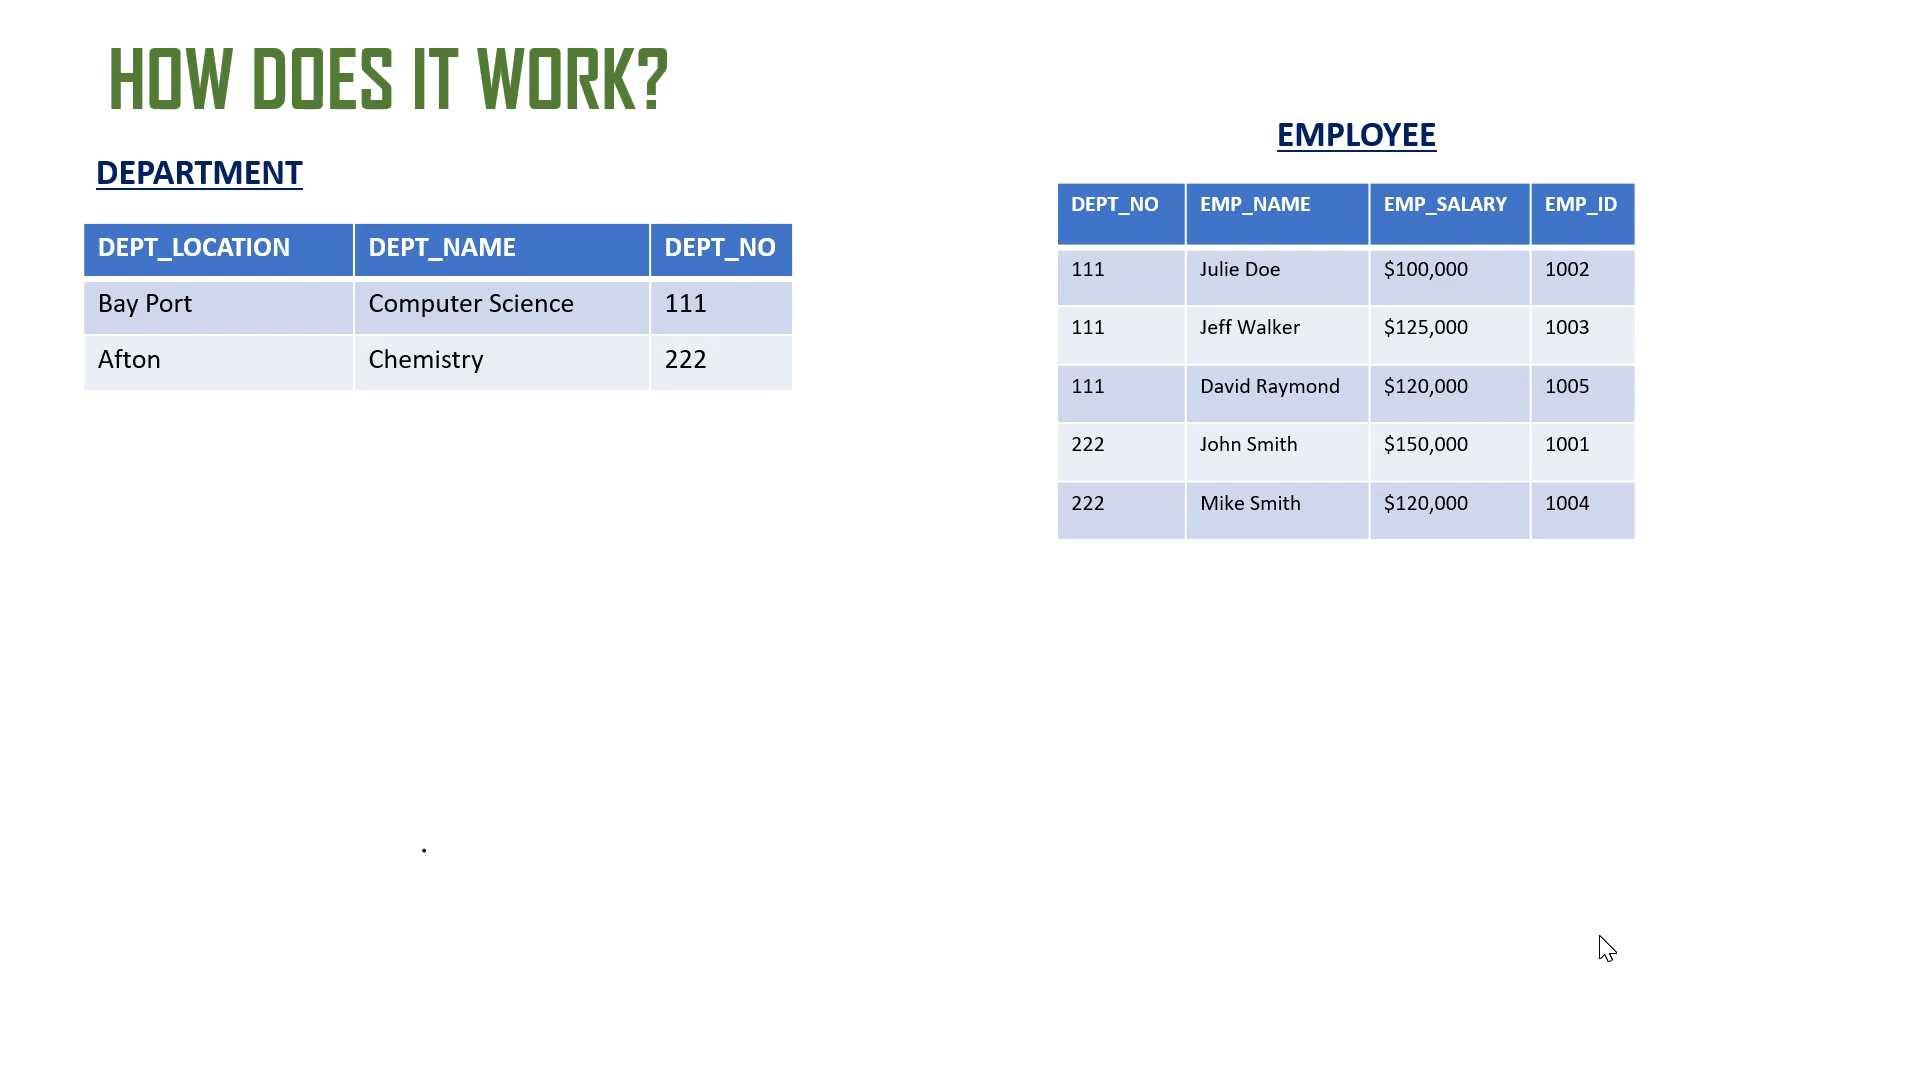 HOW DOES IT WORK?
DEPARTMENT
DEPT_LOCATION DEPT_NAME DEPT_NO
Bay Port Computer Science 111
Afton Chemistry 222
.
EMPLOYEE
DEPT_NO EMP_NAME EMP_SALARY EMP_ID
111 Julie Doe $100,000 1002
111 Jeff Walker $125,000 1003
111 David Raymond $120,000 1005
222 John Smith $150,000 1001
222 Mike Smith $120,000 1004